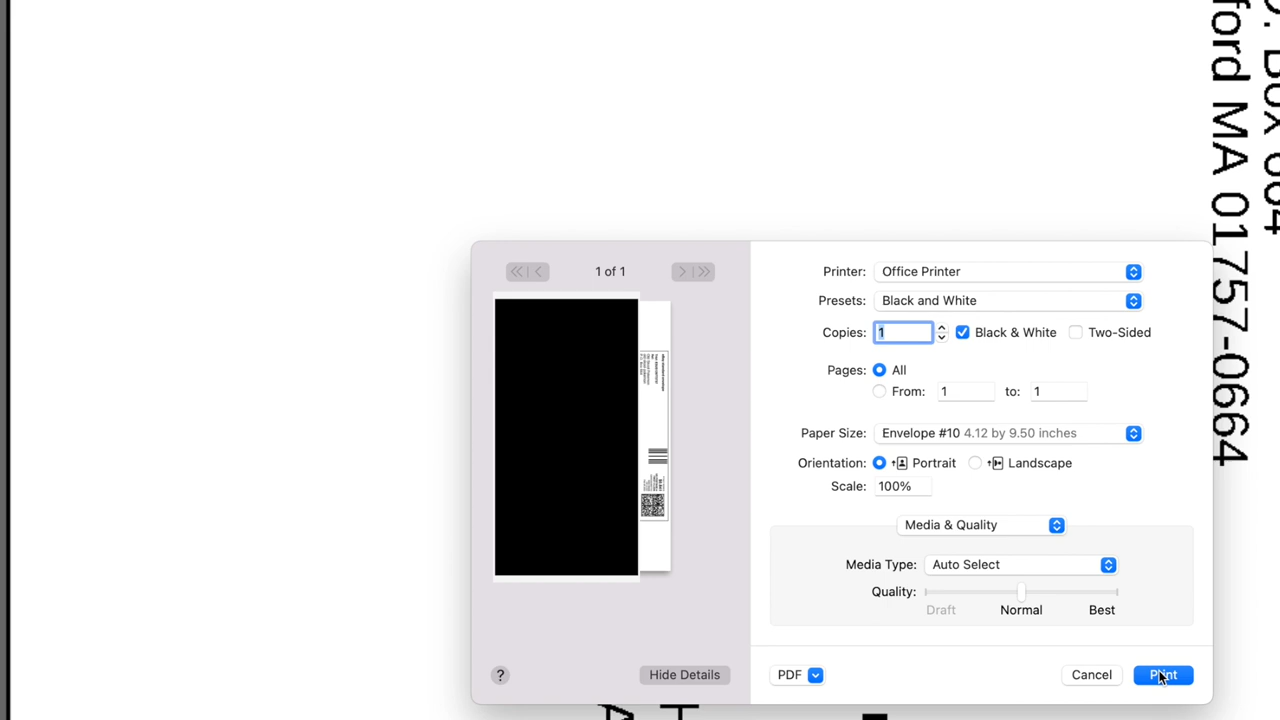 ford MA 01757-0664
1 of 1
Printer: Office Printer
Presets: Black and White
Copies: 1 Black & White Two-Sided
Pages: All
From: 1 to: 1
Paper Size: Envelope #10 4.12 by 9.50 inches
Orientation: Portrait Landscape
Scale: 100%
Media & Quality
Media Type: Auto Select
Quality:
Draft Normal Best
? Hide Details PDF Cancel Print